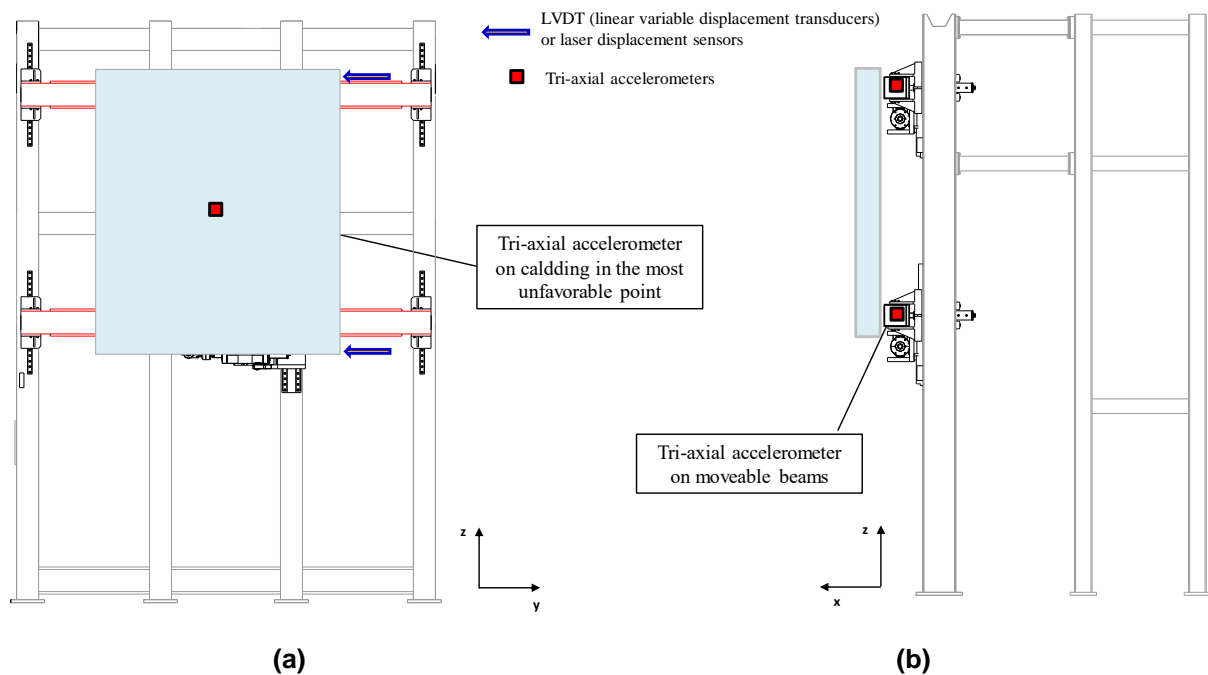 LVDT (linear variable displacement transducers)
or laser displacement sensors
Tri-axial accelerometers
Tri-axial accelerometer
on caldding in the most
unfavorable point
Tri-axial accelerometer
on moveable beams
z
y
z
x
(a)
(b)